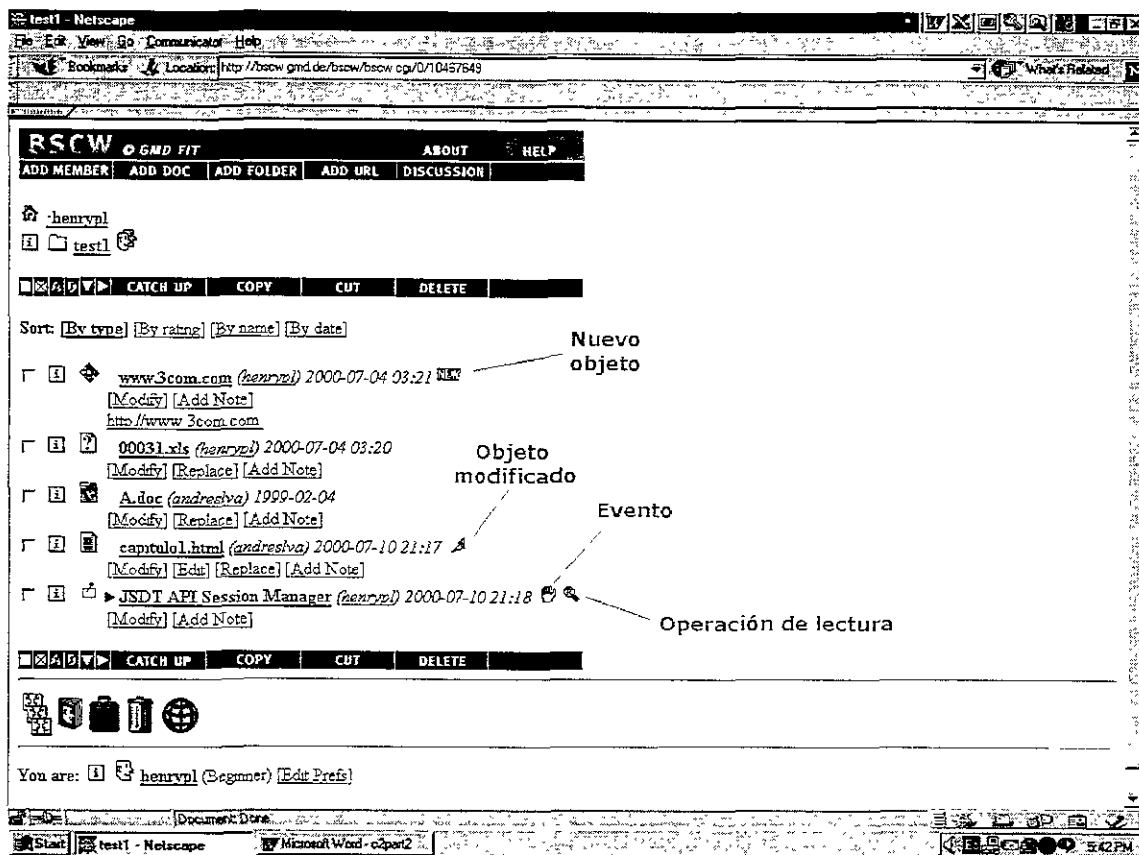 test1 - Netscape
File Edit View Go Communicator Help
Bookmarks Location: http://bscw.gmd.de/bscw/bscw.cgi/0/10457649 What's Related
BSCW GMD FIT ABOUT HELP
ADD MEMBER ADD DOC ADD FOLDER ADD URL DISCUSSION
:henrypl
test1
CATCH UP COPY CUT DELETE
Sort: [By type] [By rating] [By name] [By date]
Nuevo
objeto
www.3com.com (henrypl) 2000-07-04 03:21 NEW
[Modify] [Add Note]
http://www.3com.com
00031.xls (henrypl) 2000-07-04 03:20
[Modify] [Replace] [Add Note]
Objeto
modificado
A.doc (andreslva) 1999-02-04
[Modify] [Replace] [Add Note]
Evento
capitulo1.html (andreslva) 2000-07-10 21:17
[Modify] [Edit] [Replace] [Add Note]
JSDT API Session Manager (henrypl) 2000-07-10 21:18
[Modify] [Add Note]
Operación de lectura
CATCH UP COPY CUT DELETE
You are: henrypl (Beginner) [Edit Prefs]
Document: Done
Start test1 - Netscape Microsoft Word - c2part2 5:42PM